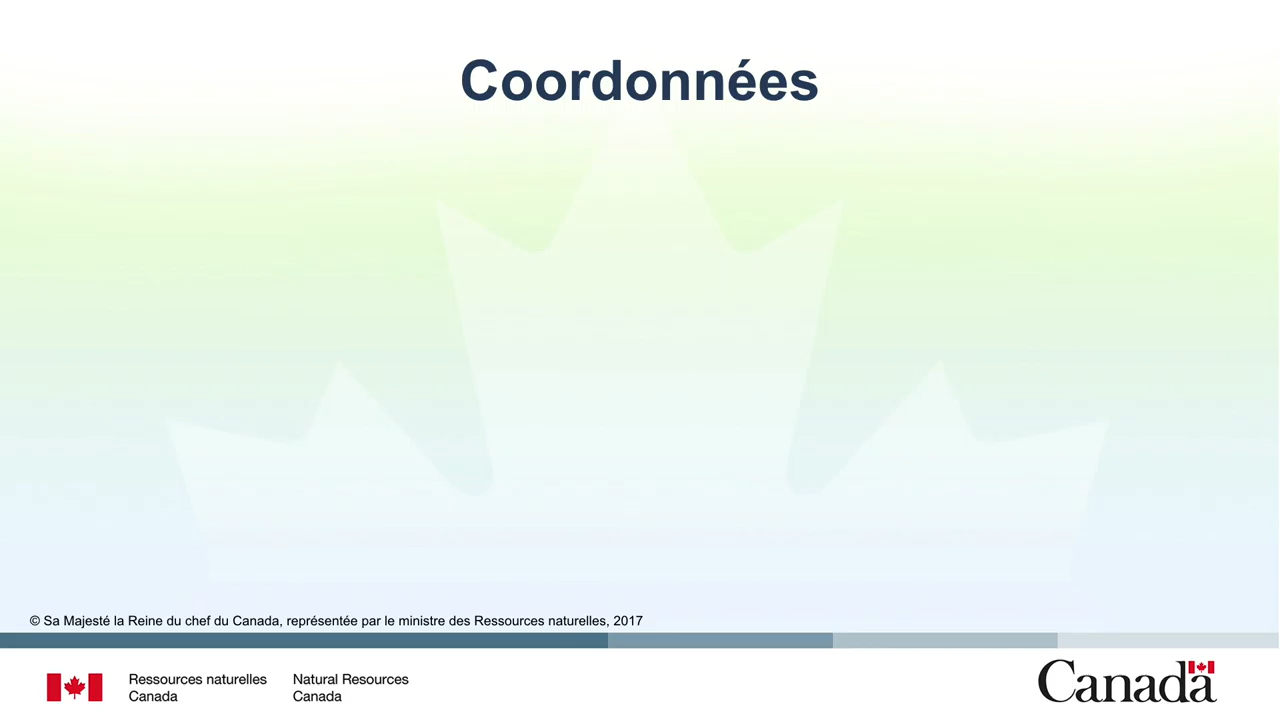 Coordonnées
© Sa Majesté la Reine du chef du Canada, représentée par le ministre des Ressources naturelles, 2017
Ressources naturelles Natural Resources
Canada Canada
Canada